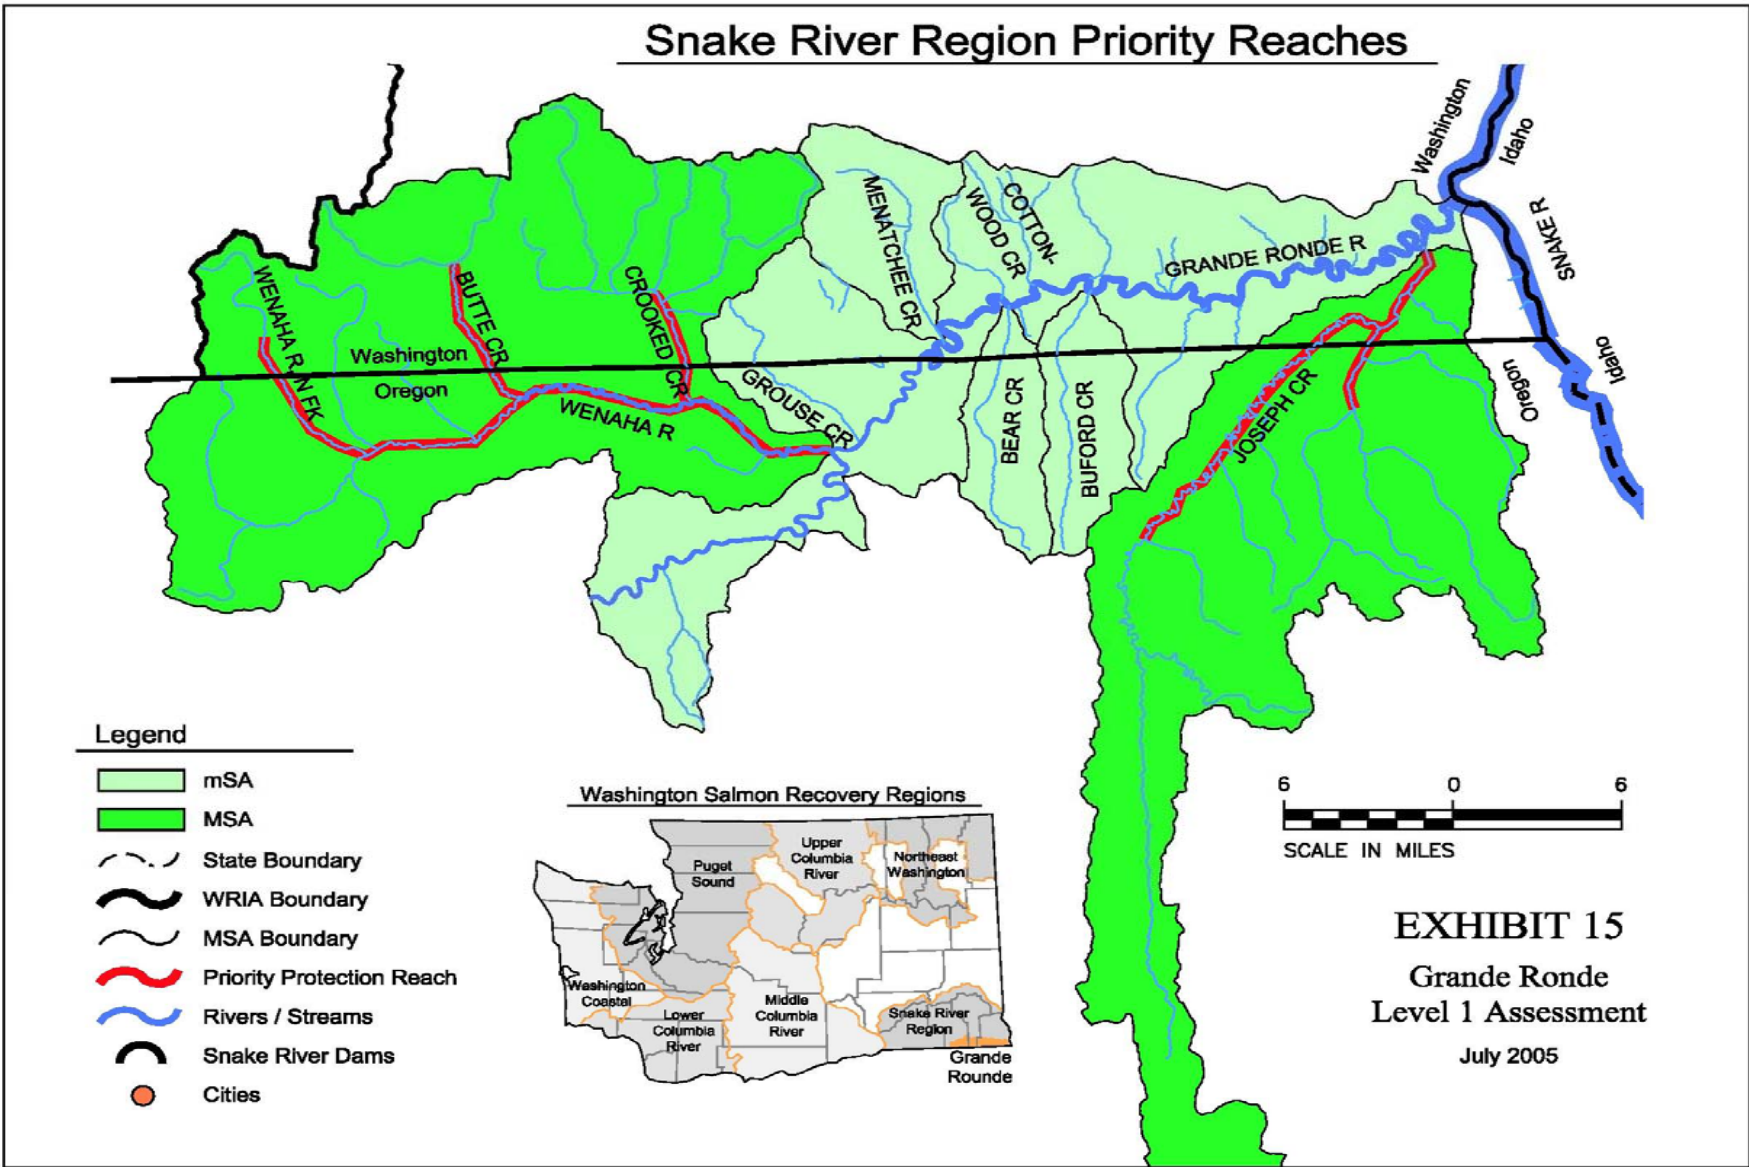 Snake River Region Priority Reaches
Washington
Idaho
SNAKE R
MENATCHEE CR
COTTON-
WOOD CR
GRANDE RONDE R
WENAHA R, N FK
BUTTE CR
CROOKED CR
Washington
Oregon
WENAHA R
GROUSE CR
BEAR CR
BUFORD CR
JOSEPH CR
Oregon
Idaho
Legend
mSA
MSA
State Boundary
WRIA Boundary
MSA Boundary
Priority Protection Reach
Rivers / Streams
Snake River Dams
Cities
Washington Salmon Recovery Regions
Puget
Sound
Upper
Columbia
River
Northeast
Washington
Washington
Coastal
Lower
Columbia
River
Middle
Columbia
River
Snake River
Region
Grande
Rounde
6 0 6
SCALE IN MILES
EXHIBIT 15
Grande Ronde
Level 1 Assessment
July 2005